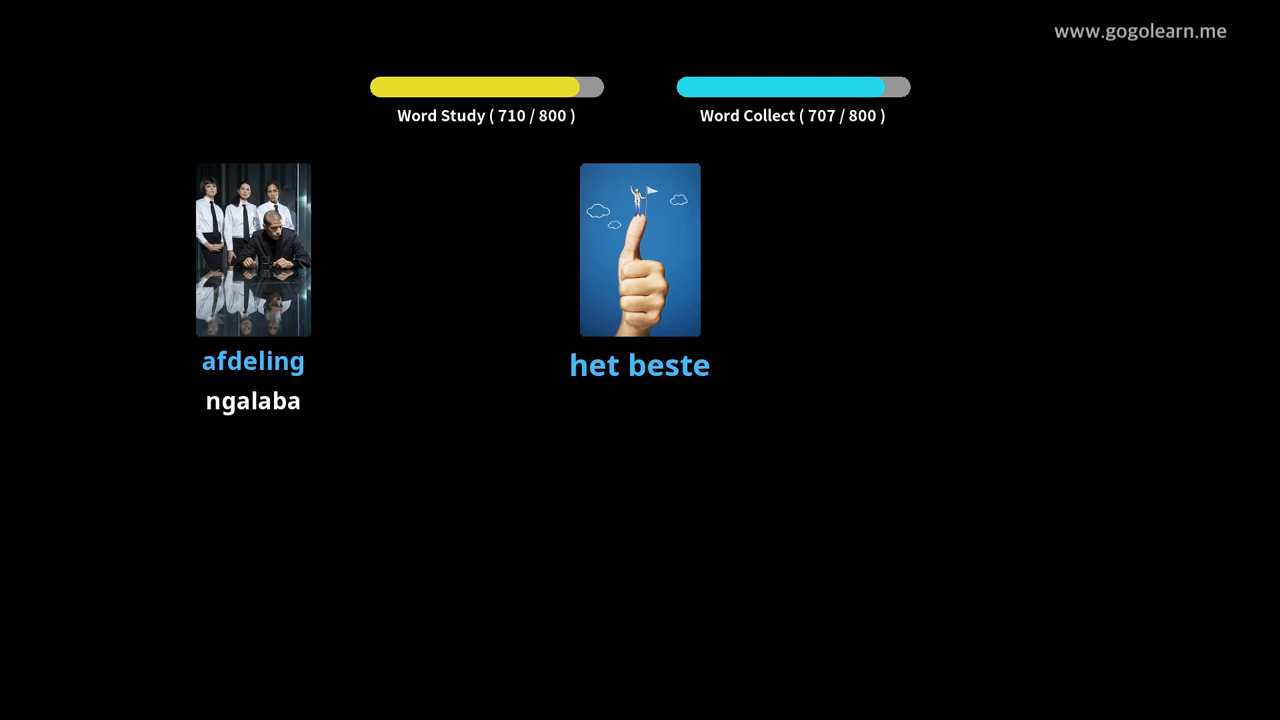 www.gogolearn.me
Word Study ( 710 / 800 )
Word Collect ( 707 / 800 )
afdeling
ngalaba
het beste